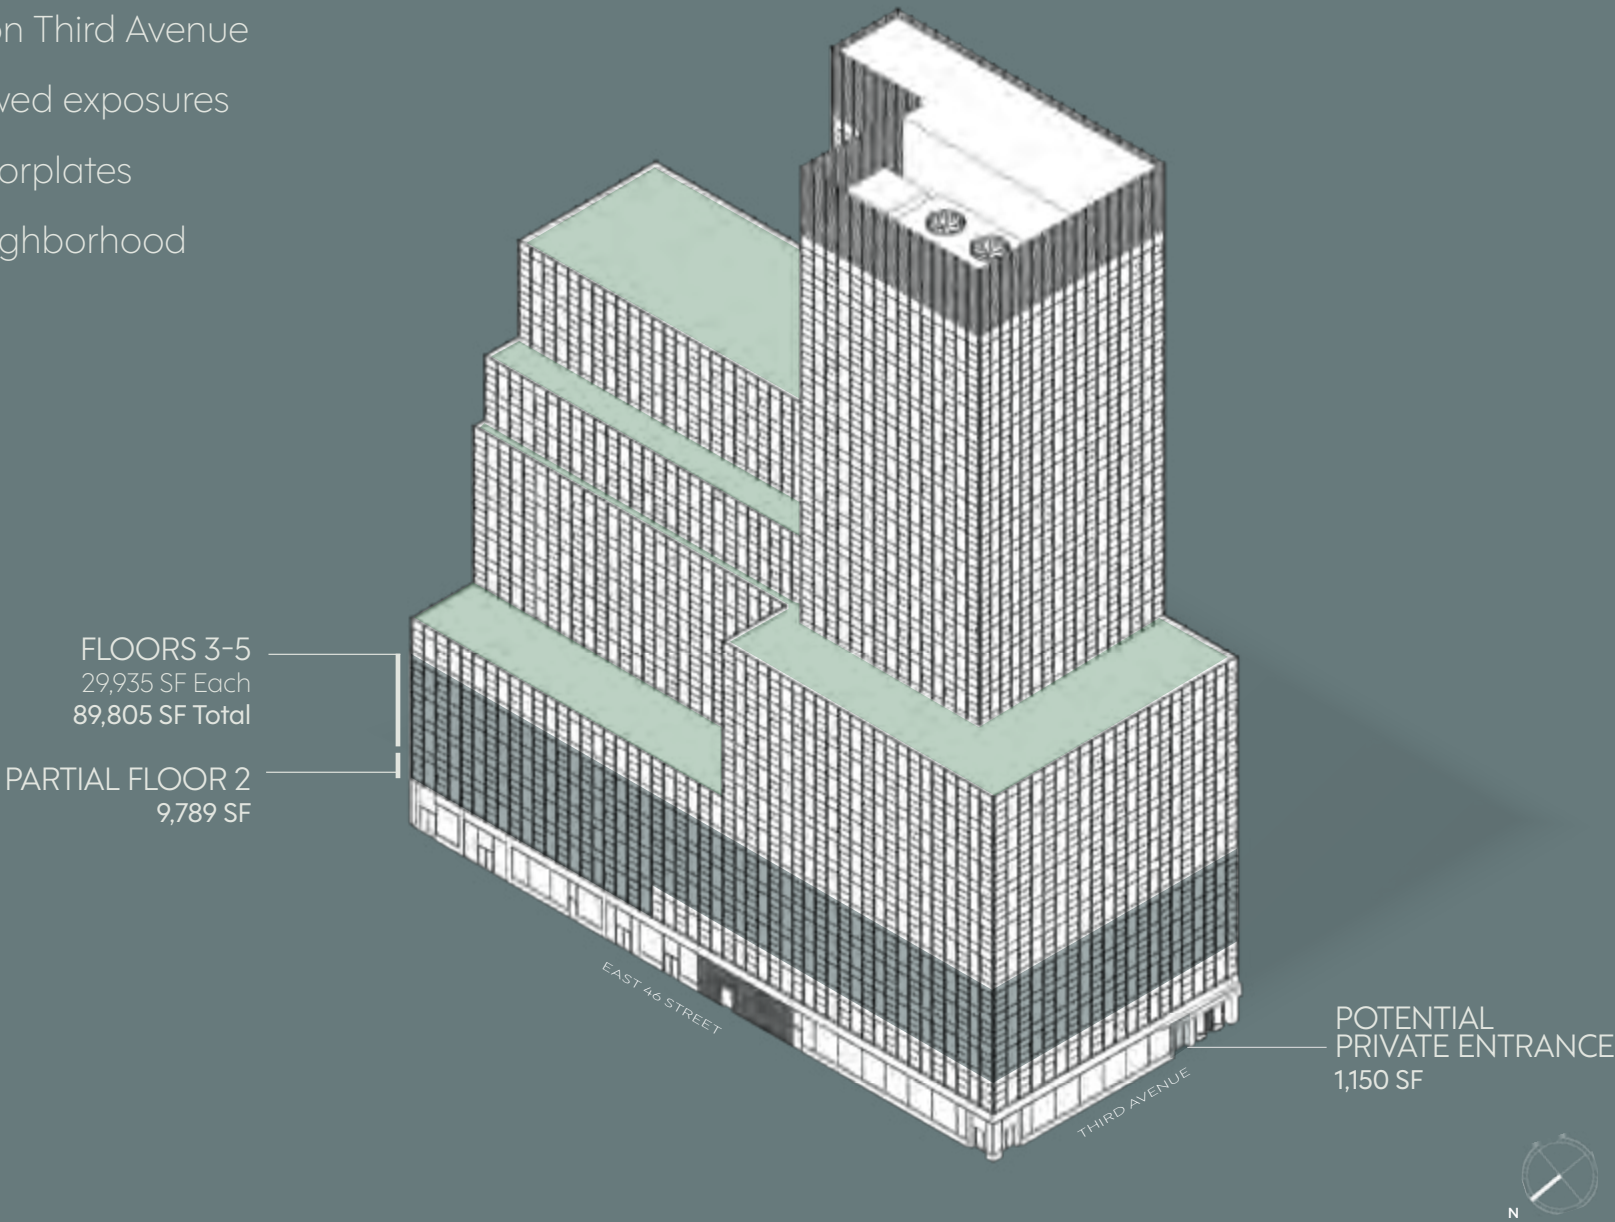 on Third Avenue
ved exposures
orplates
ghborhood
FLOORS 3-5
29,935 SF Each
89,805 SF Total
PARTIAL FLOOR 2
9,789 SF
EAST 46 STREET
THIRD AVENUE
POTENTIAL
PRIVATE ENTRANCE
1,150 SF
N